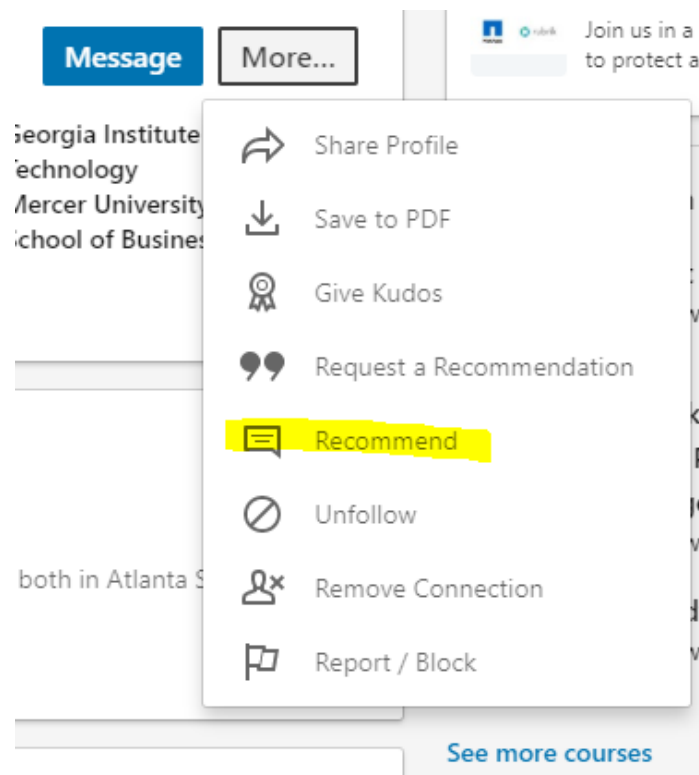 Message
More...
Join us in a
to protect a
Georgia Institute
Technology
Mercer University
School of Busines
Share Profile
Save to PDF
Give Kudos
Request a Recommendation
Recommend
Unfollow
both in Atlanta S
Remove Connection
Report / Block
See more courses